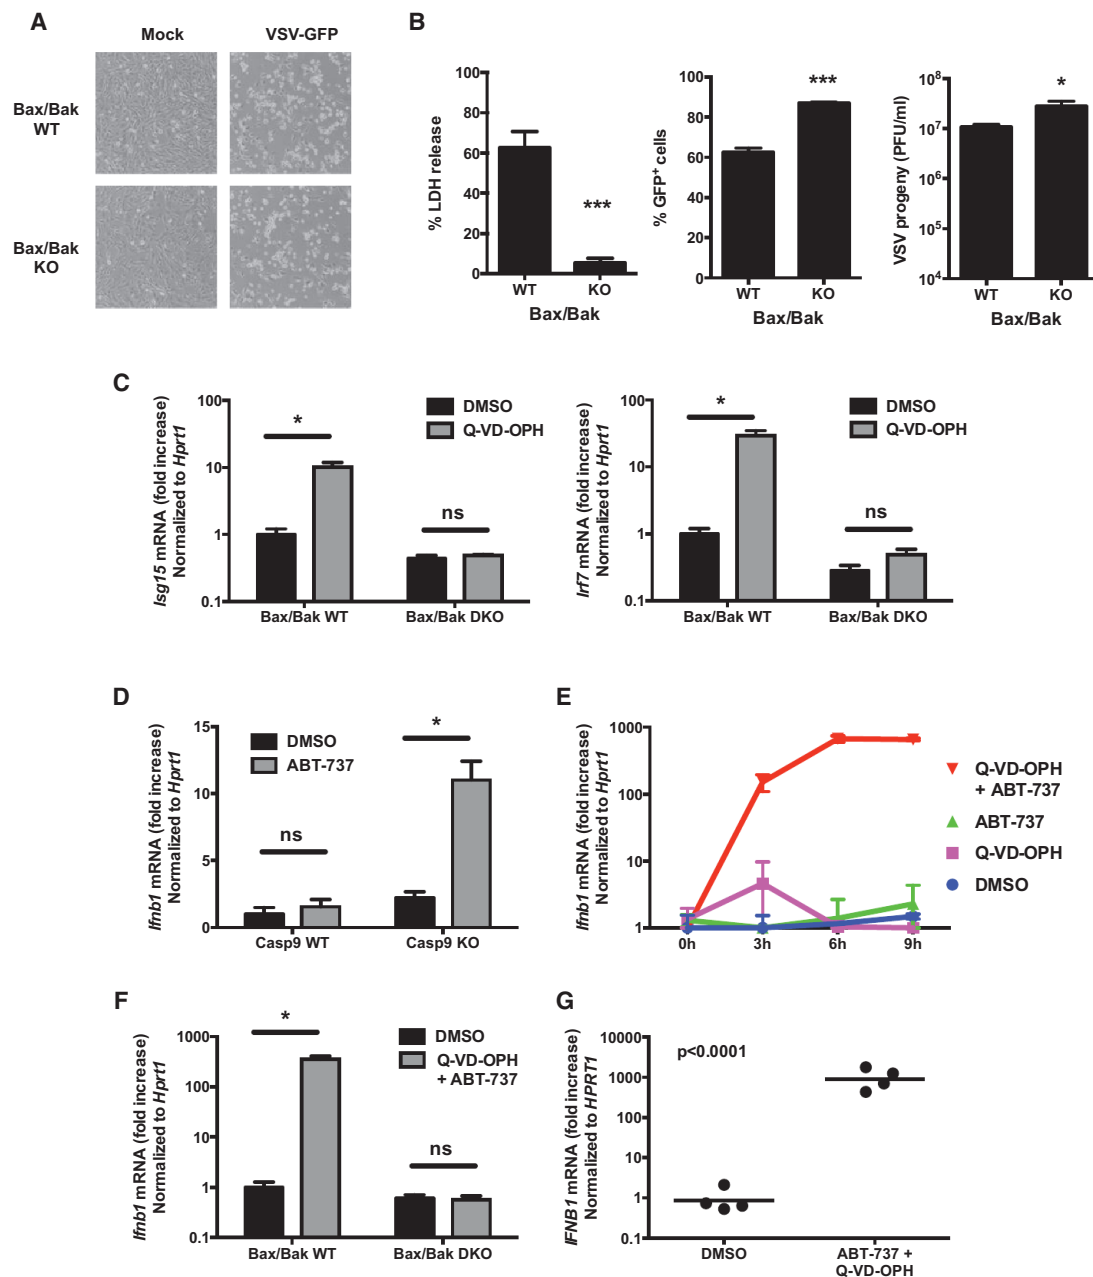 A
Mock
VSV-GFP
Bax/Bak
WT
Bax/Bak
KO
B
% LDH release
100
80
60
40
20
0
***
WT
KO
Bax/Bak
% GFP+ cells
100
80
60
40
20
0
***
WT
KO
Bax/Bak
VSV progeny (PFU/ml)
10^8
10^7
10^6
10^5
10^4
*
WT
KO
Bax/Bak
C
Isg15 mRNA (fold increase)
Normalized to Hprt1
100
10
1
0.1
*
ns
DMSO
Q-VD-OPH
Bax/Bak WT
Bax/Bak DKO
Irf7 mRNA (fold increase)
Normalized to Hprt1
100
10
1
0.1
*
ns
DMSO
Q-VD-OPH
Bax/Bak WT
Bax/Bak DKO
D
Ifnb1 mRNA (fold increase)
Normalized to Hprt1
15
10
5
0
DMSO
ABT-737
ns
*
Casp9 WT
Casp9 KO
E
Ifnb1 mRNA (fold increase)
Normalized to Hprt1
1000
100
10
1
0h
3h
6h
9h
Q-VD-OPH
+ ABT-737
ABT-737
Q-VD-OPH
DMSO
F
Ifnb1 mRNA (fold increase)
Normalized to Hprt1
1000
100
10
1
0.1
*
ns
DMSO
Q-VD-OPH
+ ABT-737
Bax/Bak WT
Bax/Bak DKO
G
IFNB1 mRNA (fold increase)
Normalized to HPRT1
10000
1000
100
10
1
0.1
p<0.0001
DMSO
ABT-737 +
Q-VD-OPH